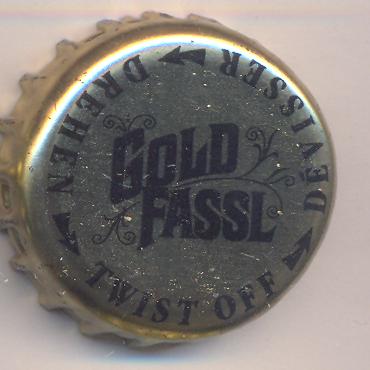 GOLD
FASSL
DREHEN
DÉVISSER
TWIST OFF